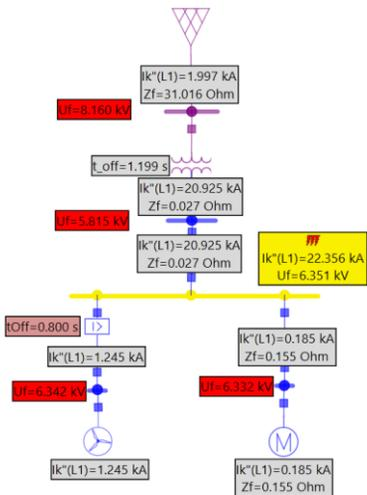 Ik"(L1)=1.997 kA
Zf=31.016 Ohm
Uf=8.160 kV
t_off=1.199 s
Ik"(L1)=20.925 kA
Zf=0.027 Ohm
Uf=5.815 kV
Ik"(L1)=20.925 kA
Zf=0.027 Ohm
Ik"(L1)=22.356 kA
Uf=6.351 kV
tOff=0.800 s
I>
Ik"(L1)=1.245 kA
Ik"(L1)=0.185 kA
Zf=0.155 Ohm
Uf=6.342 kV
Uf=6.332 kV
M
Ik"(L1)=1.245 kA
Ik"(L1)=0.185 kA
Zf=0.155 Ohm